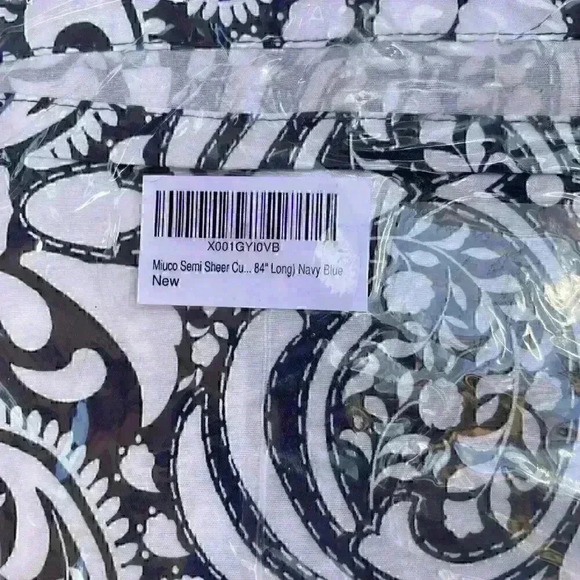 X001GYI0VB
Miuco Semi Sheer Cu... 84" Long) Navy Blue
New